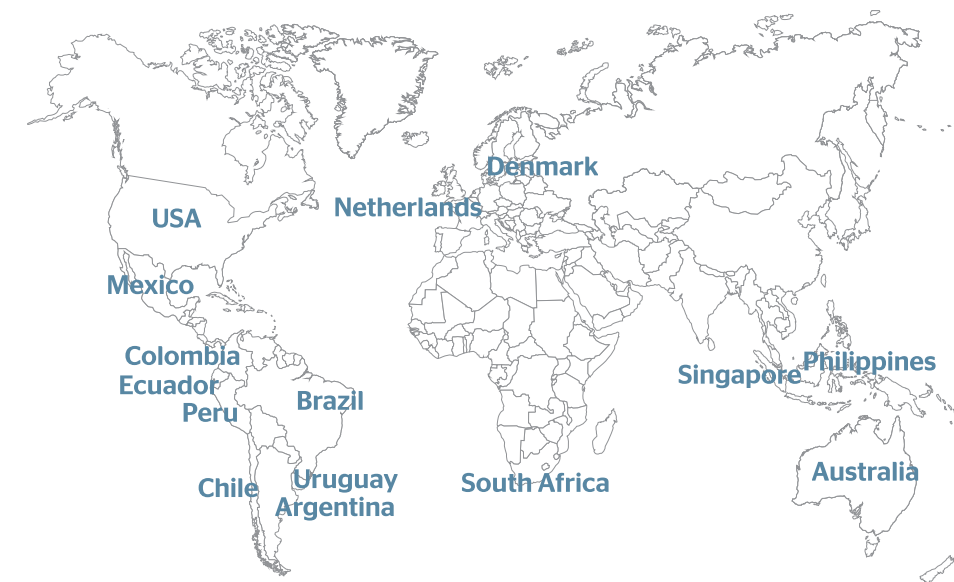 Denmark
Netherlands
USA
Mexico
Colombia
Philippines
Singapore
Ecuador
Brazil
Peru
Australia
Uruguay
South Africa
Chile
Argentina